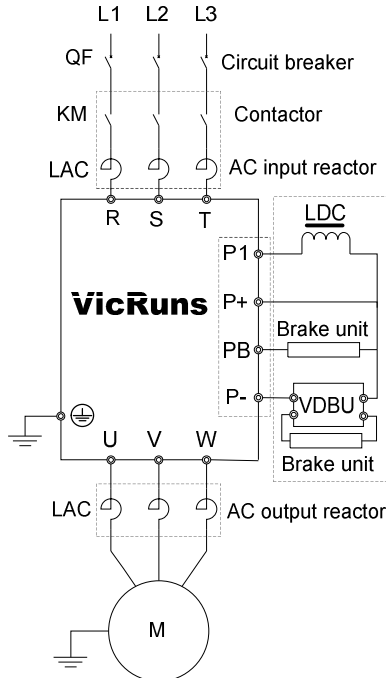 L1 L2 L3
QF Circuit breaker
KM Contactor
LAC AC input reactor
R S T
LDC
P1
VicRuns
P+
Brake unit
PB
P-
VDBU
U V W
Brake unit
LAC AC output reactor
M